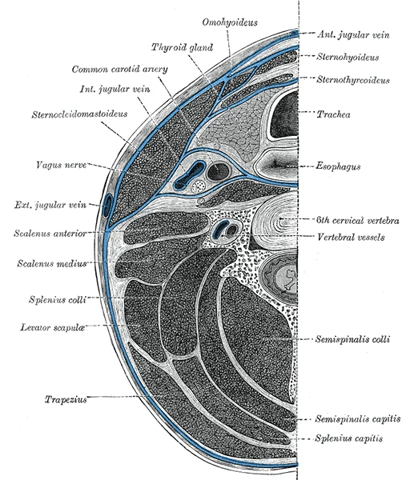 Omohyoideus
Thyroid gland
Common carotid artery
Int. jugular vein
Sternocleidomastoideus
Vagus nerve
Ext. jugular vein
Scalenus anterior
Scalenus medius
Splenius colli
Levator scapulæ
Trapezius
Ant. jugular vein
Sternohyoideus
Sternothyreoideus
Trachea
Esophagus
6th cervical vertebra
Vertebral vessels
Semispinalis colli
Semispinalis capitis
Splenius capitis